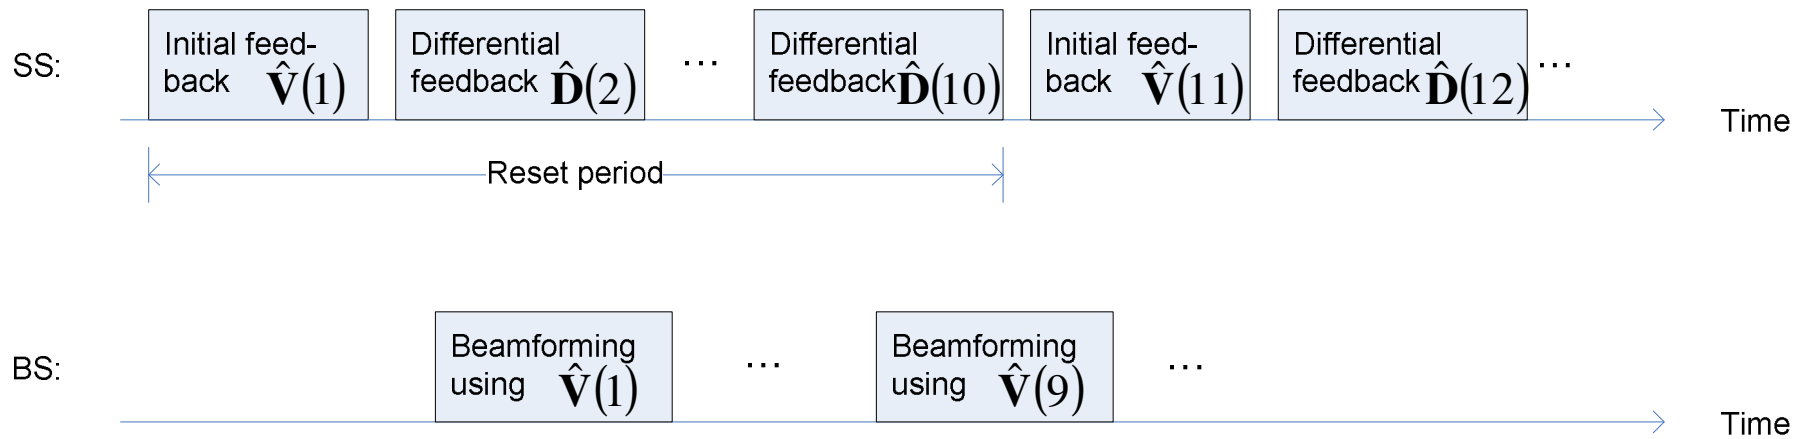 SS:
Initial feed-
back V̂(1)
Differential
feedback D̂(2)
...
Differential
feedback D̂(10)
Initial feed-
back V̂(11)
Differential
feedback D̂(12)
...
Time
Reset period
BS:
Beamforming
using V̂(1)
...
Beamforming
using V̂(9)
...
Time